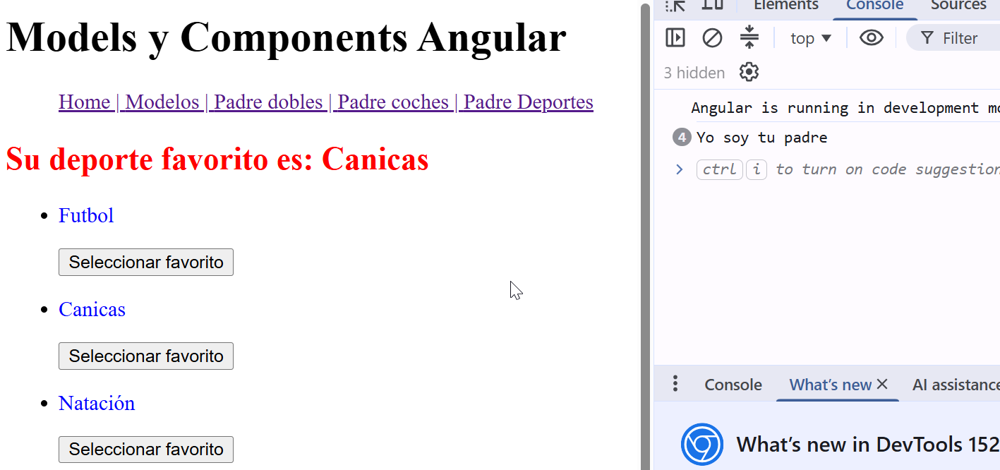 Models y Components Angular
Home | Modelos | Padre dobles | Padre coches | Padre Deportes
Su deporte favorito es: Canicas
Futbol
Seleccionar favorito
Canicas
Seleccionar favorito
Natación
Seleccionar favorito
Elements Console Sources
top Filter
3 hidden
Angular is running in development
4 Yo soy tu padre
ctrl i to turn on code suggestion
Console What's new AI assistance
What's new in DevTools 152